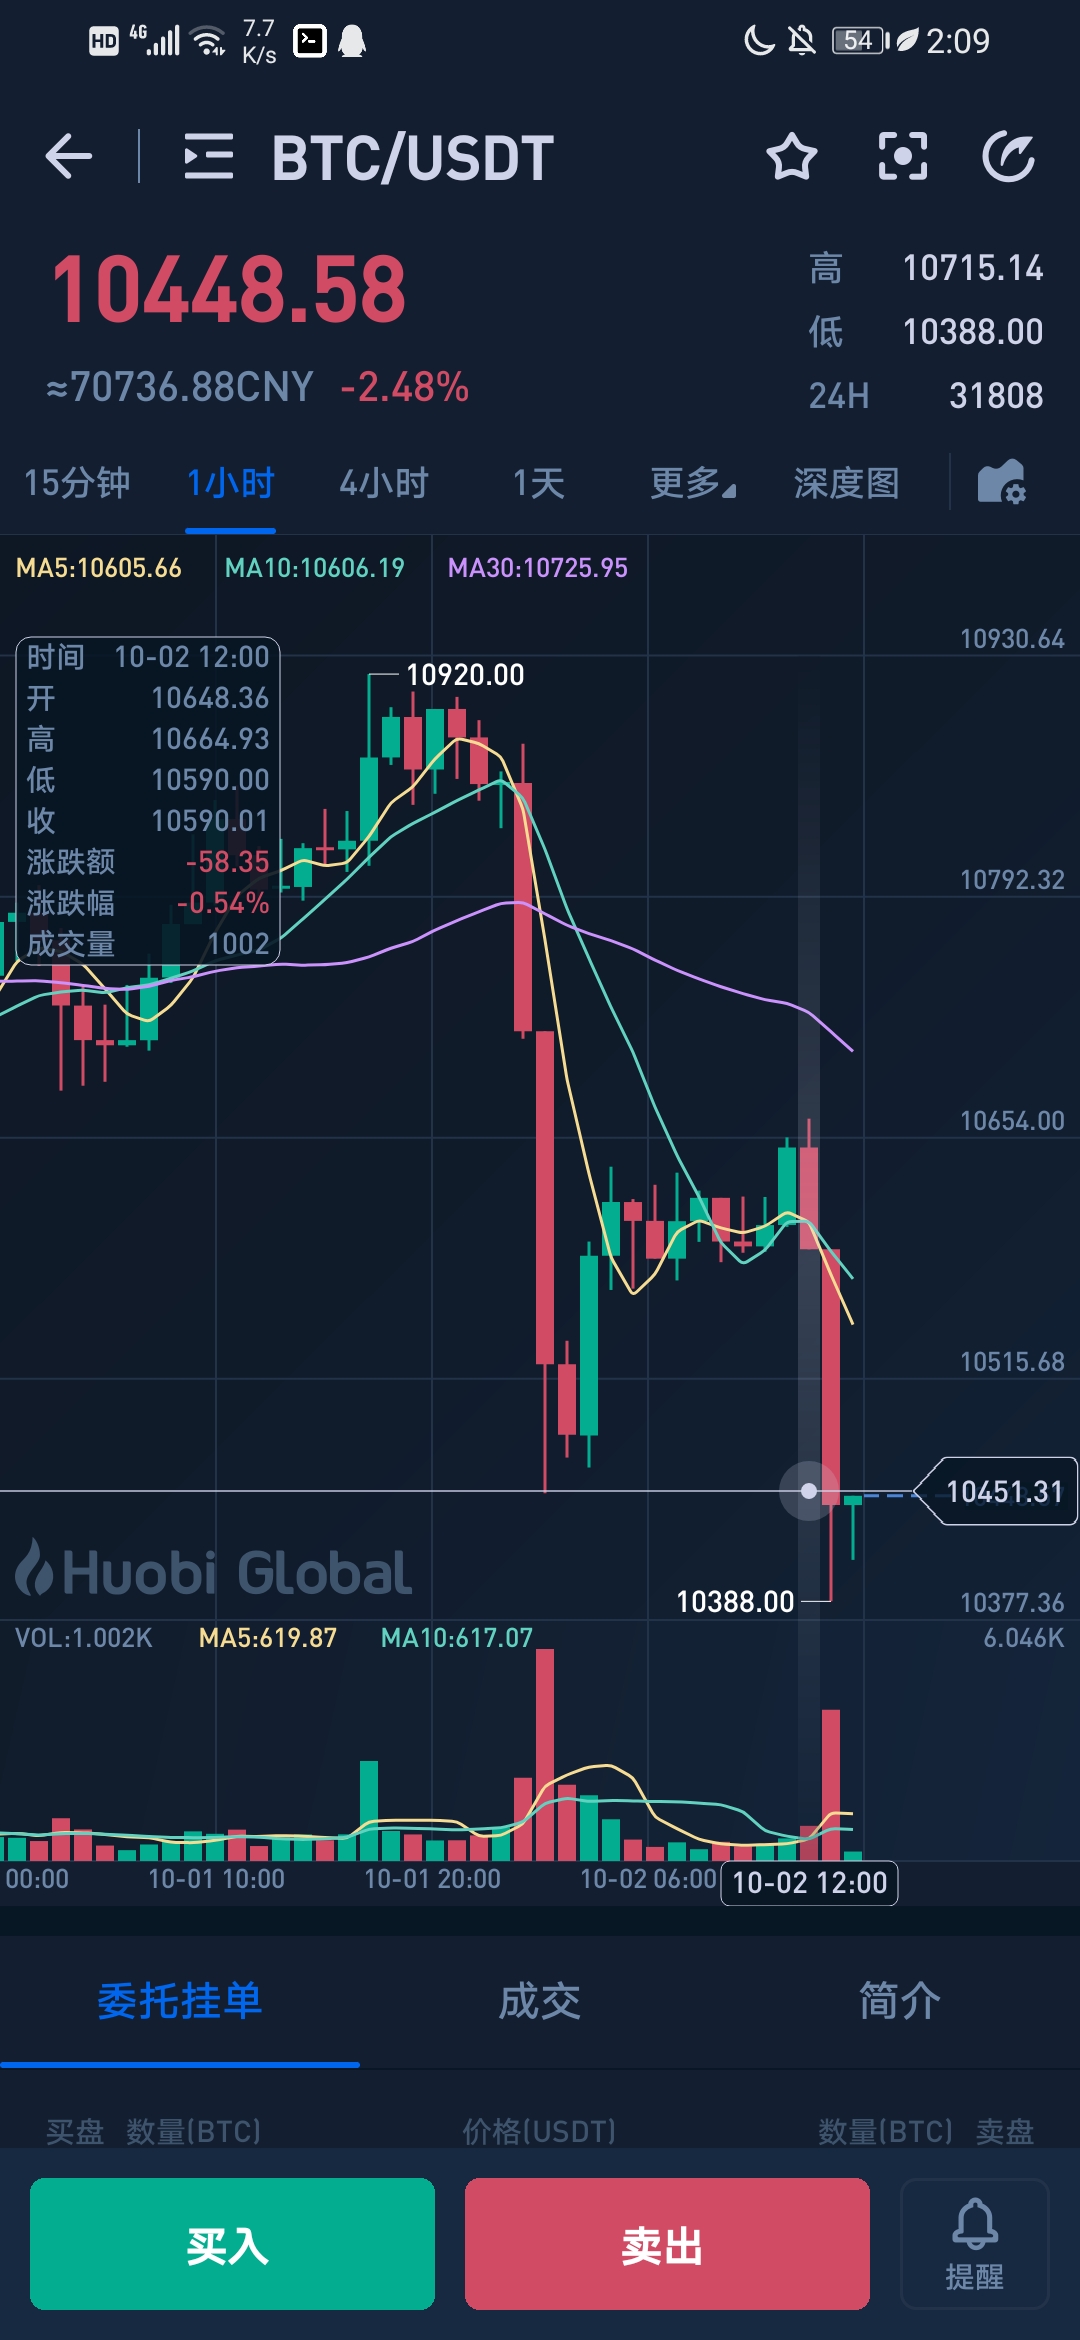 HD 4G 7.7 K/s 54 2:09
BTC/USDT
10448.58
≈70736.88CNY -2.48%
高 10715.14
低 10388.00
24H 31808
15分钟 1小时 4小时 1天 更多 深度图
MA5:10605.66 MA10:10606.19 MA30:10725.95
10930.64
时间 10-02 12:00
开 10648.36
高 10664.93
低 10590.00
收 10590.01
涨跌额 -58.35
涨跌幅 -0.54%
成交量 1002
10920.00
10792.32
10654.00
10515.68
10451.31
Huobi Global
10388.00
10377.36
VOL:1.002K MA5:619.87 MA10:617.07 6.046K
00:00 10-01 10:00 10-01 20:00 10-02 06:00 10-02 12:00
委托挂单 成交 简介
买盘 数量(BTC) 价格(USDT) 数量(BTC) 卖盘
买入 卖出 提醒